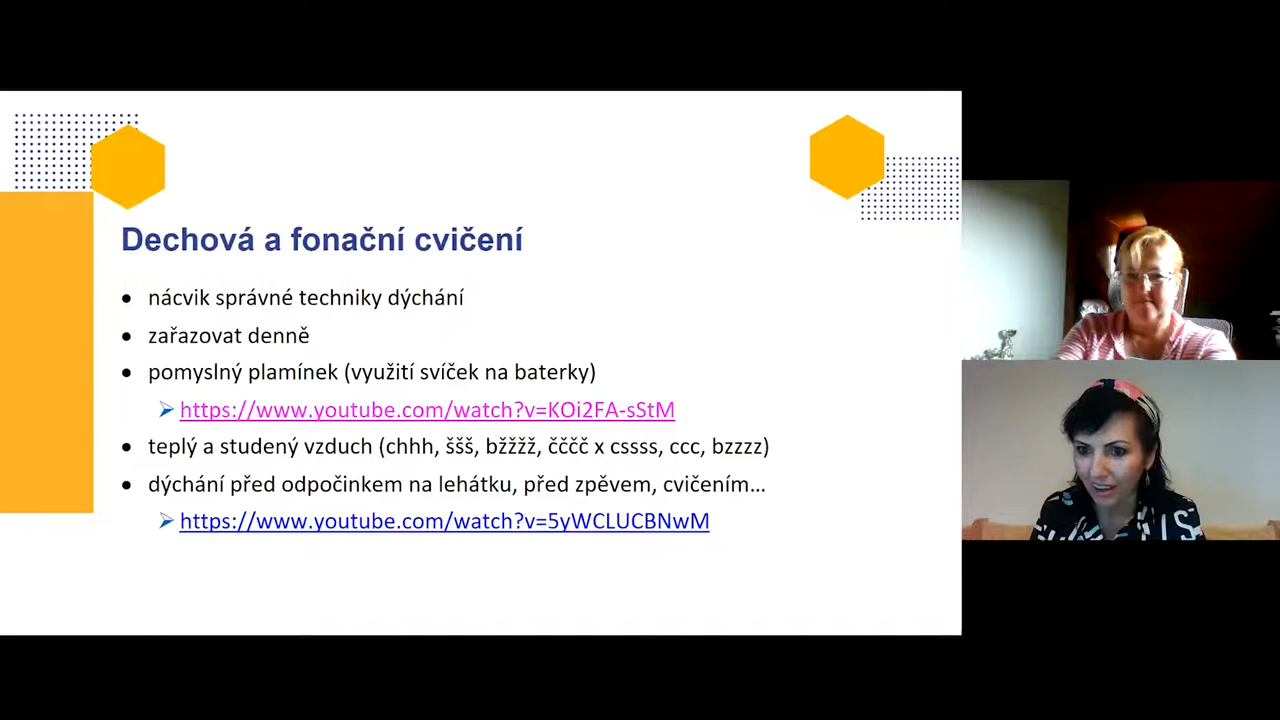 Dechová a fonační cvičení
nácvik správné techniky dýchání
zařazovat denně
pomyslný plamínek (využití svíček na baterky)
https://www.youtube.com/watch?v=KOi2FA-sStM
teplý a studený vzduch (chhh, ššš, bžžžž, čččč x cssss, ccc, bzzzz)
dýchání před odpočinkem na lehátku, před zpěvem, cvičením…
https://www.youtube.com/watch?v=5yWCLUCBNwM